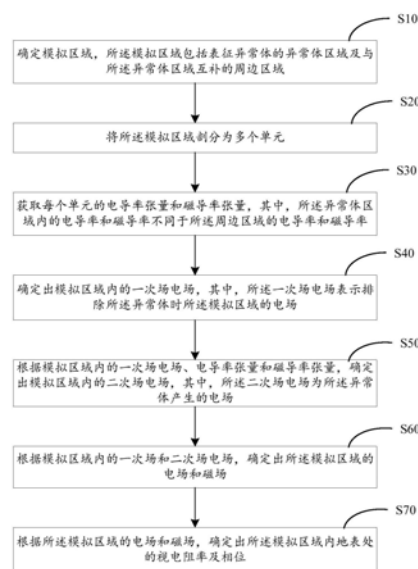 S10
确定模拟区域，所述模拟区域包括表征异常体的异常体区域及与
所述异常体区域互补的周边区域
S20
将所述模拟区域剖分为多个单元
S30
获取每个单元的电导率张量和磁导率张量，其中，所述异常体区
域内的电导率和磁导率不同于所述周边区域的电导率和磁导率
S40
确定出模拟区域内的一次场电场，其中，所述一次场电场表示排
除所述异常体时所述模拟区域的电场
S50
根据模拟区域内的一次场电场、电导率张量和磁导率张量，确定
出模拟区域内的二次场电场，其中，所述二次场电场为所述异常
体产生的电场
S60
根据模拟区域内的一次场和二次场电场，确定出所述模拟区域的
电场和磁场
S70
根据所述模拟区域的电场和磁场，确定出所述模拟区域内地表处
的视电阻率及相位